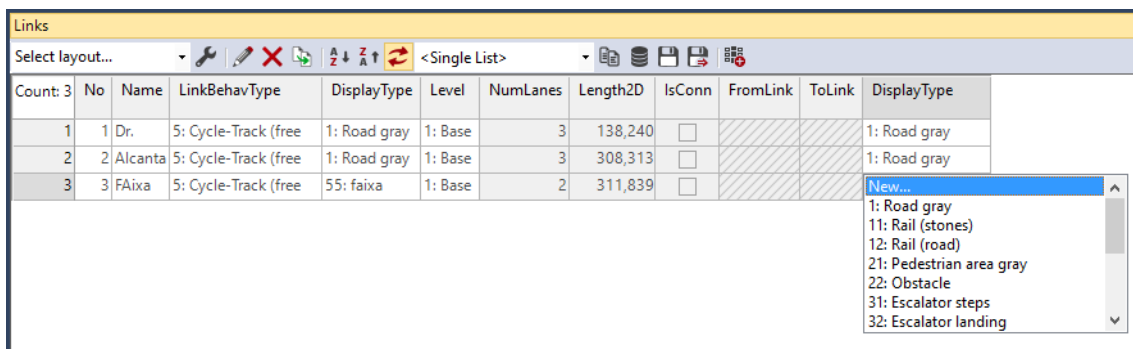 Links
Select layout... <Single List>
Count: 3 No Name LinkBehavType DisplayType Level NumLanes Length2D IsConn FromLink ToLink DisplayType
1 1 Dr. 5: Cycle-Track (free 1: Road gray 1: Base 3 138,240 1: Road gray
2 2 Alcanta 5: Cycle-Track (free 1: Road gray 1: Base 3 308,313 1: Road gray
3 3 FAixa 5: Cycle-Track (free 55: faixa 1: Base 2 311,839
New...
1: Road gray
11: Rail (stones)
12: Rail (road)
21: Pedestrian area gray
22: Obstacle
31: Escalator steps
32: Escalator landing